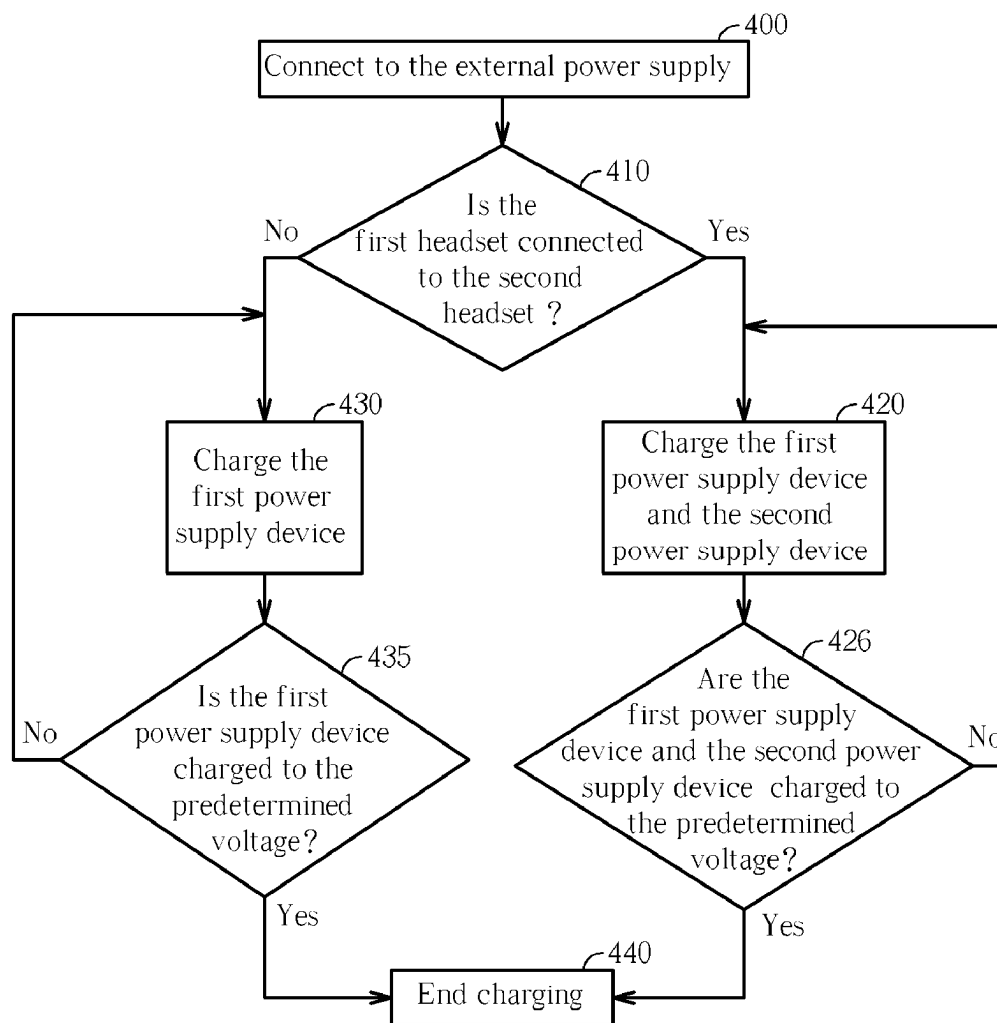 400
Connect to the external power supply
410
Is the
first headset connected
to the second
headset ?
No
Yes
430
Charge the
first power
supply device
420
Charge the first
power supply device
and the second
power supply device
435
Is the first
power supply device
charged to the
predetermined
voltage?
No
Yes
426
Are the
first power supply
device and the second power
supply device charged to
the predetermined
voltage?
No
Yes
440
End charging